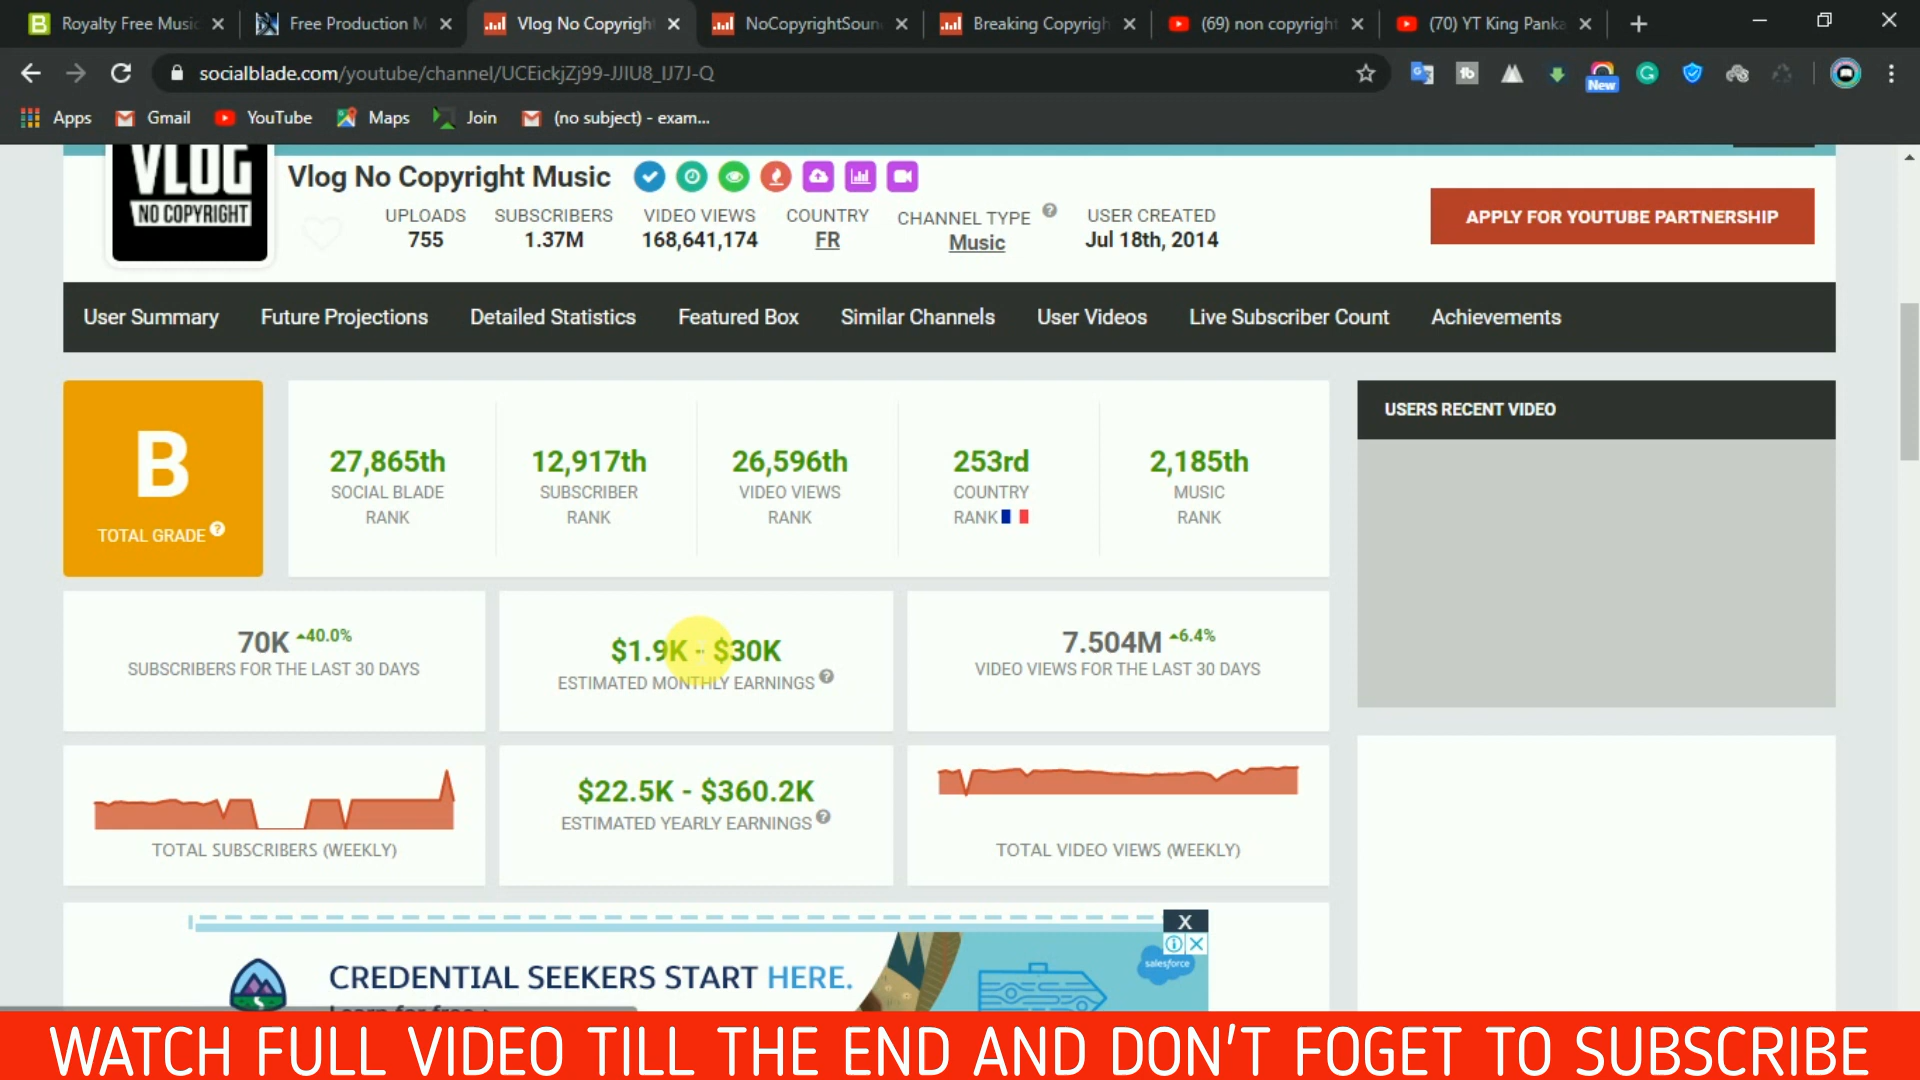 Royalty Free Music
Free Production M
Vlog No Copyright
NoCopyrightSoun
Breaking Copyrigh
(69) non copyright
(70) YT King Panka
socialblade.com/youtube/channel/UCEickjZj99-JJIU8_IJ7J-Q
New
Apps
Gmail
YouTube
Maps
Join
(no subject) - exam...
VLOG
NO COPYRIGHT
Vlog No Copyright Music
UPLOADS
755
SUBSCRIBERS
1.37M
VIDEO VIEWS
168,641,174
COUNTRY
FR
CHANNEL TYPE
Music
USER CREATED
Jul 18th, 2014
APPLY FOR YOUTUBE PARTNERSHIP
User Summary
Future Projections
Detailed Statistics
Featured Box
Similar Channels
User Videos
Live Subscriber Count
Achievements
B
TOTAL GRADE
27,865th
SOCIAL BLADE
RANK
12,917th
SUBSCRIBER
RANK
26,596th
VIDEO VIEWS
RANK
253rd
COUNTRY
RANK
2,185th
MUSIC
RANK
USERS RECENT VIDEO
70K 40.0%
SUBSCRIBERS FOR THE LAST 30 DAYS
$1.9K - $30K
ESTIMATED MONTHLY EARNINGS
7.504M 6.4%
VIDEO VIEWS FOR THE LAST 30 DAYS
TOTAL SUBSCRIBERS (WEEKLY)
$22.5K - $360.2K
ESTIMATED YEARLY EARNINGS
TOTAL VIDEO VIEWS (WEEKLY)
X
salesforce
CREDENTIAL SEEKERS START HERE.
Learn for free >
WATCH FULL VIDEO TILL THE END AND DON'T FOGET TO SUBSCRIBE